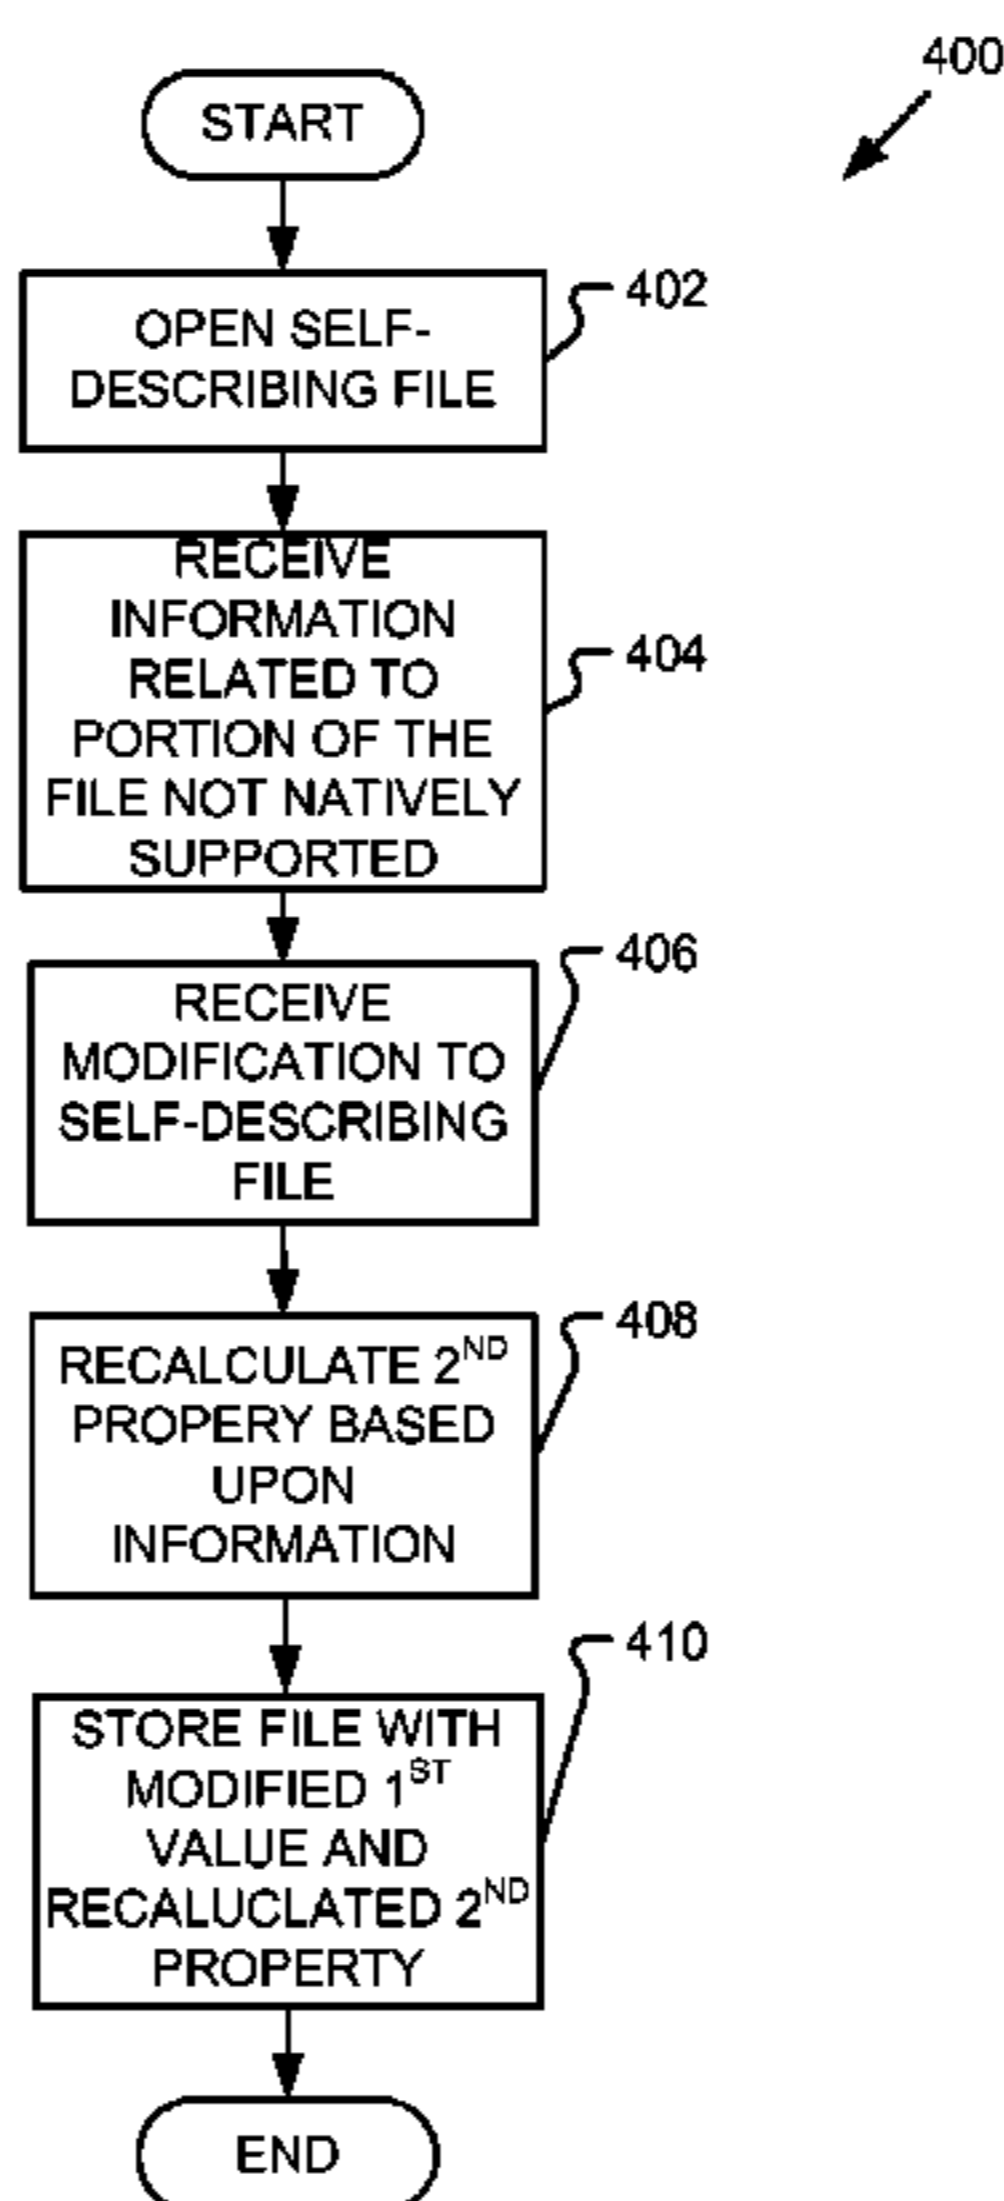 400
START
OPEN SELF-
DESCRIBING FILE
402
RECEIVE
INFORMATION
RELATED TO
PORTION OF THE
FILE NOT NATIVELY
SUPPORTED
404
RECEIVE
MODIFICATION TO
SELF-DESCRIBING
FILE
406
RECALCULATE 2ND
PROPERY BASED
UPON
INFORMATION
408
STORE FILE WITH
MODIFIED 1ST
VALUE AND
RECALUCLATED 2ND
PROPERTY
410
END